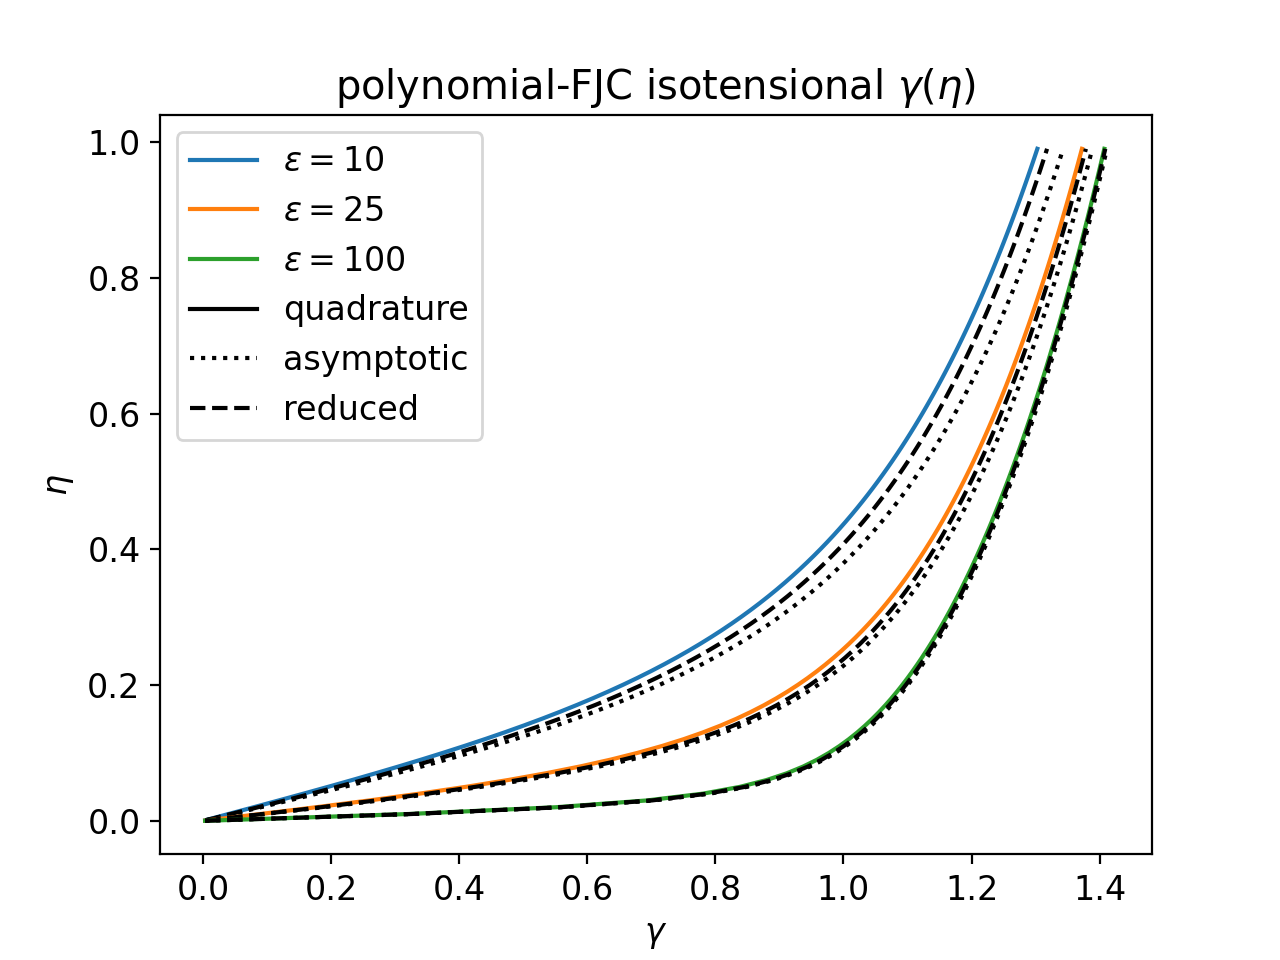 polynomial-FJC isotensional γ(η)
1.0
0.8
0.6
0.4
0.2
0.0
η
ε = 10
ε = 25
ε = 100
quadrature
asymptotic
reduced
0.0 0.2 0.4 0.6 0.8 1.0 1.2 1.4
γ